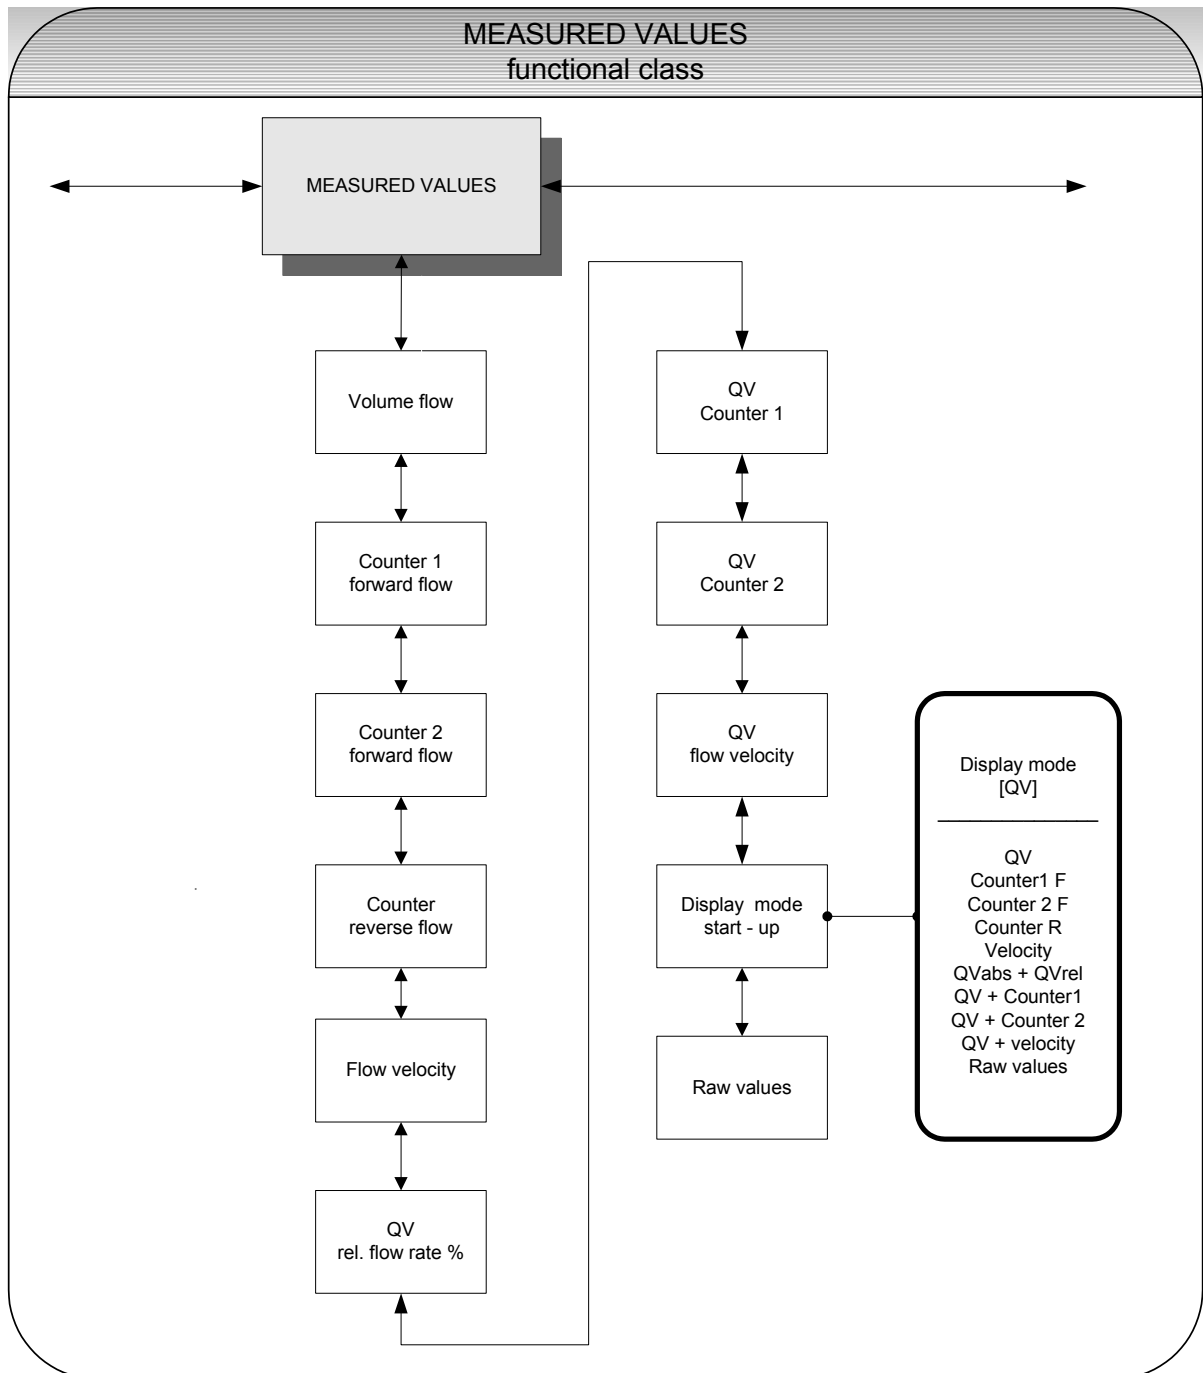 MEASURED VALUES
functional class
MEASURED VALUES
Volume flow
Counter 1
forward flow
Counter 2
forward flow
Counter
reverse flow
Flow velocity
QV
rel. flow rate %
QV
Counter 1
QV
Counter 2
QV
flow velocity
Display mode
start - up
Raw values
Display mode
[QV]
QV
Counter1 F
Counter 2 F
Counter R
Velocity
QVabs + QVrel
QV + Counter1
QV + Counter 2
QV + velocity
Raw values